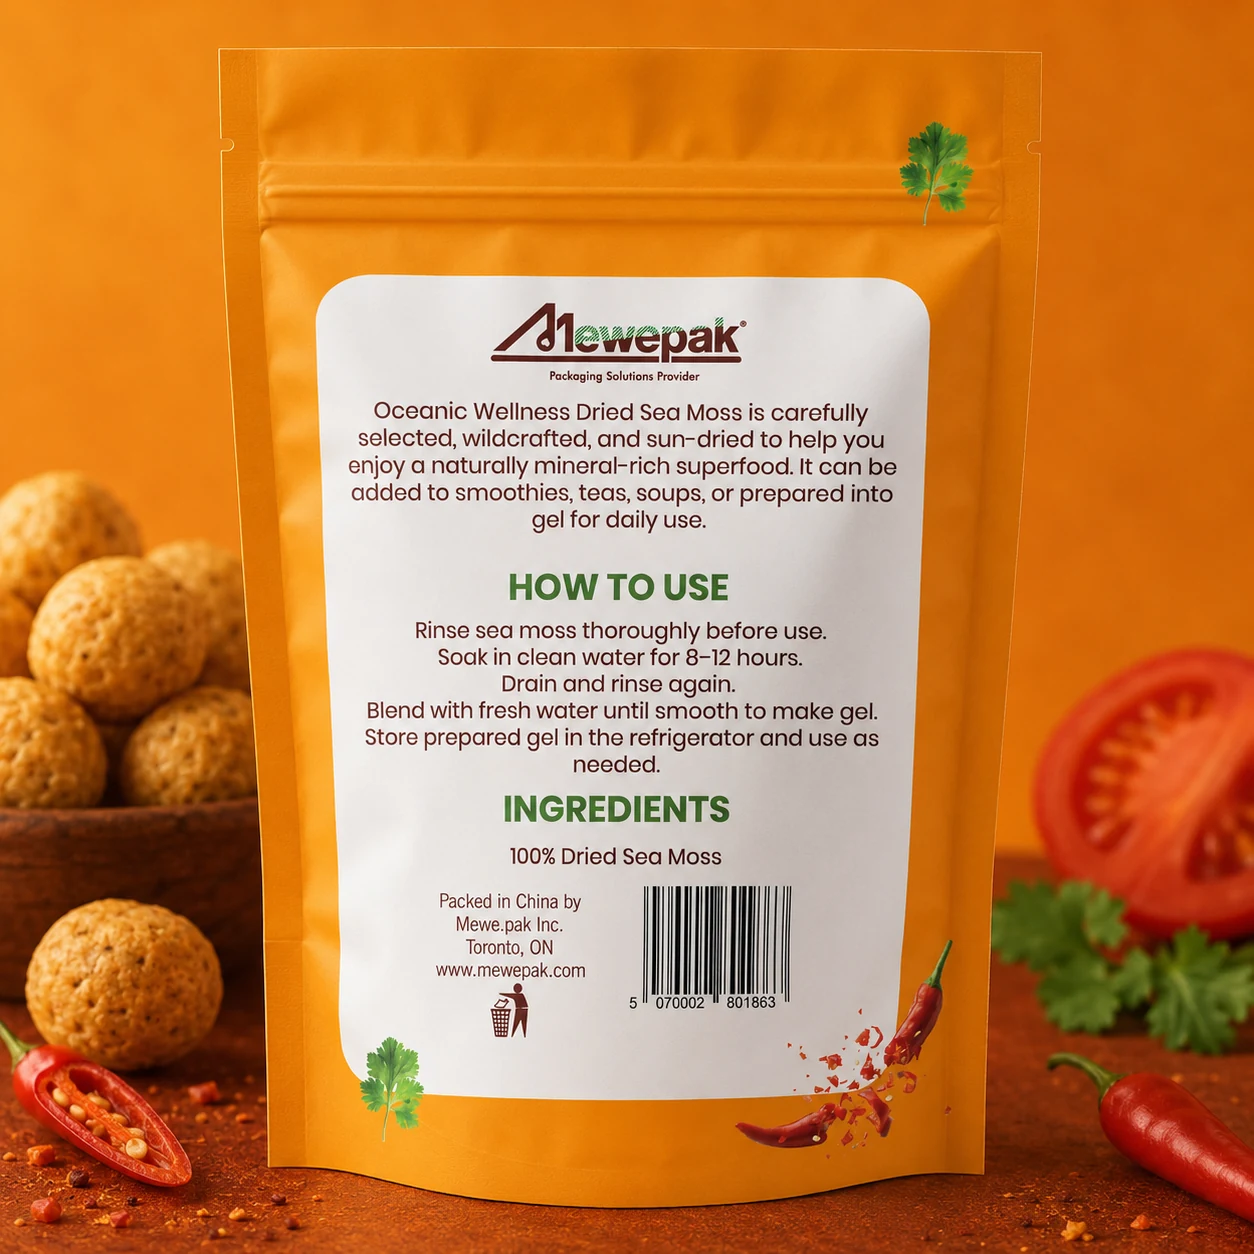 Mewepak®
Packaging Solutions Provider
Oceanic Wellness Dried Sea Moss is carefully
selected, wildcrafted, and sun-dried to help you
enjoy a naturally mineral-rich superfood. It can be
added to smoothies, teas, soups, or prepared into
gel for daily use.
HOW TO USE
Rinse sea moss thoroughly before use.
Soak in clean water for 8–12 hours.
Drain and rinse again.
Blend with fresh water until smooth to make gel.
Store prepared gel in the refrigerator and use as
needed.
INGREDIENTS
100% Dried Sea Moss
Packed in China by
Mewe.pak Inc.
Toronto, ON
www.mewepak.com
5 070002 801863